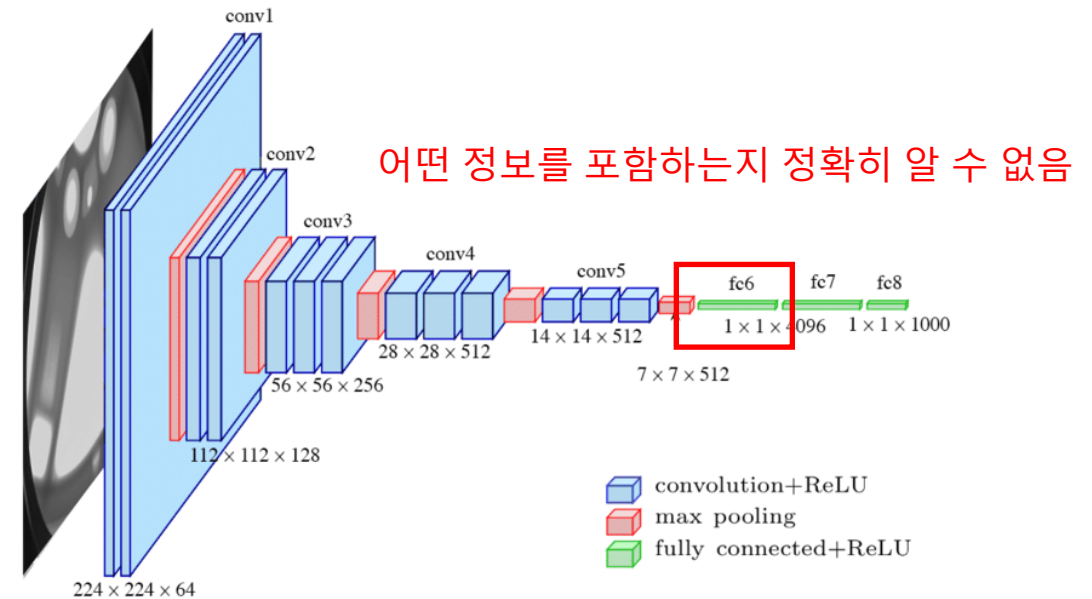 conv1
conv2
어떤 정보를 포함하는지 정확히 알 수 없음
conv3
conv4
conv5
fc6
fc7
fc8
1 × 1 × 4096
1 × 1 × 1000
14 × 14 × 512
28 × 28 × 512
7 × 7 × 512
56 × 56 × 256
112 × 112 × 128
convolution+ReLU
max pooling
fully connected+ReLU
224 × 224 × 64